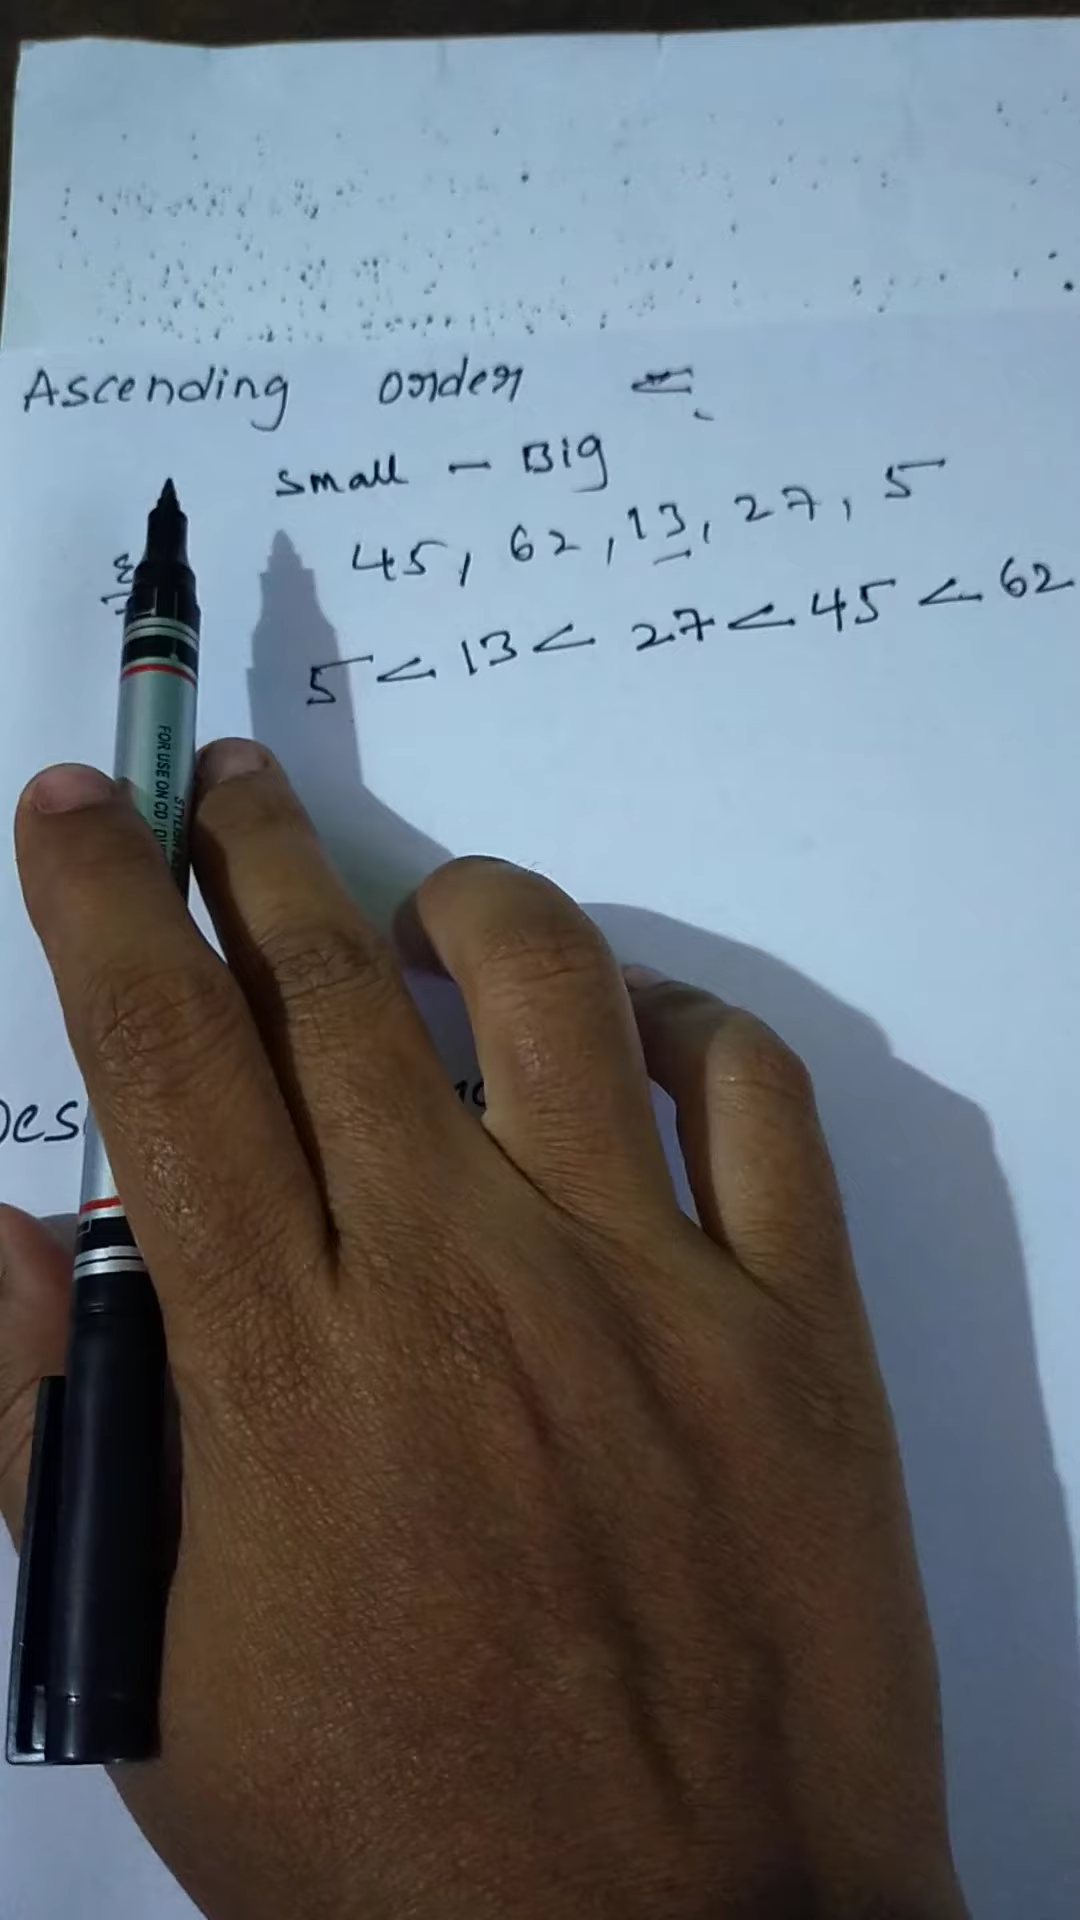 Ascending order
small - Big
45, 62, 13, 27, 5
5 < 13 < 27 < 45 < 62
FOR USE ON CD